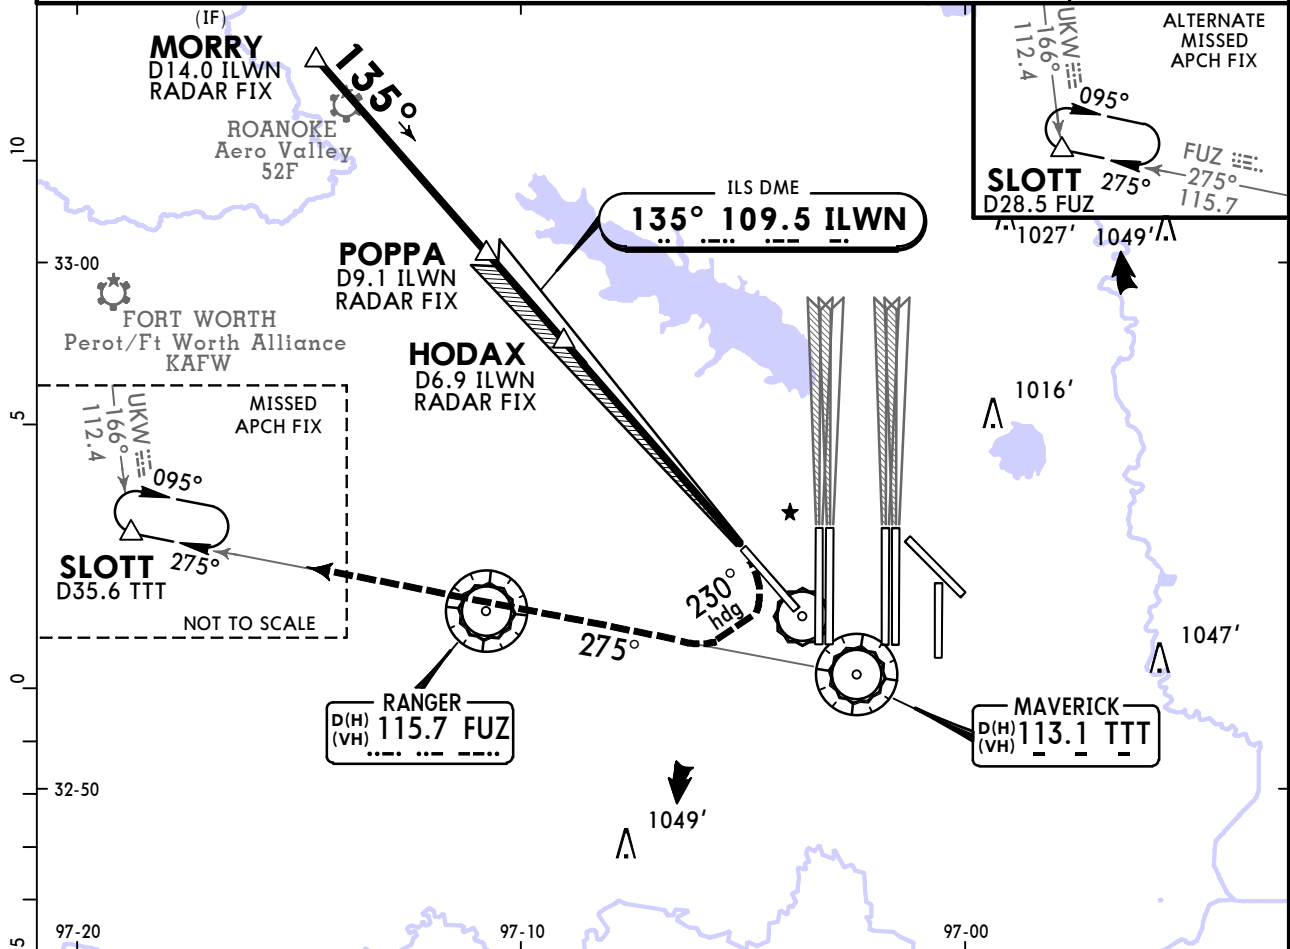 (IF)
MORRY
D14.0 ILWN
RADAR FIX
135°
ROANOKE
Aero Valley
52F
ALTERNATE
MISSED
APCH FIX
UKW
166°
112.4
095°
275°
FUZ
275°
115.7
SLOTT
D28.5 FUZ
1027'
1049'
10
ILS DME
135° 109.5 ILWN
POPPA
D9.1 ILWN
RADAR FIX
33-00
FORT WORTH
Perot/Ft Worth Alliance
KAFW
HODAX
D6.9 ILWN
RADAR FIX
MISSED
APCH FIX
UKW
166°
112.4
095°
275°
SLOTT
D35.6 TTT
NOT TO SCALE
5
1016'
230°
hdg
275°
1047'
0
RANGER
D(H)
(VH)
115.7 FUZ
MAVERICK
D(H)
(VH)
113.1 TTT
32-50
1049'
5
97-20
97-10
97-00